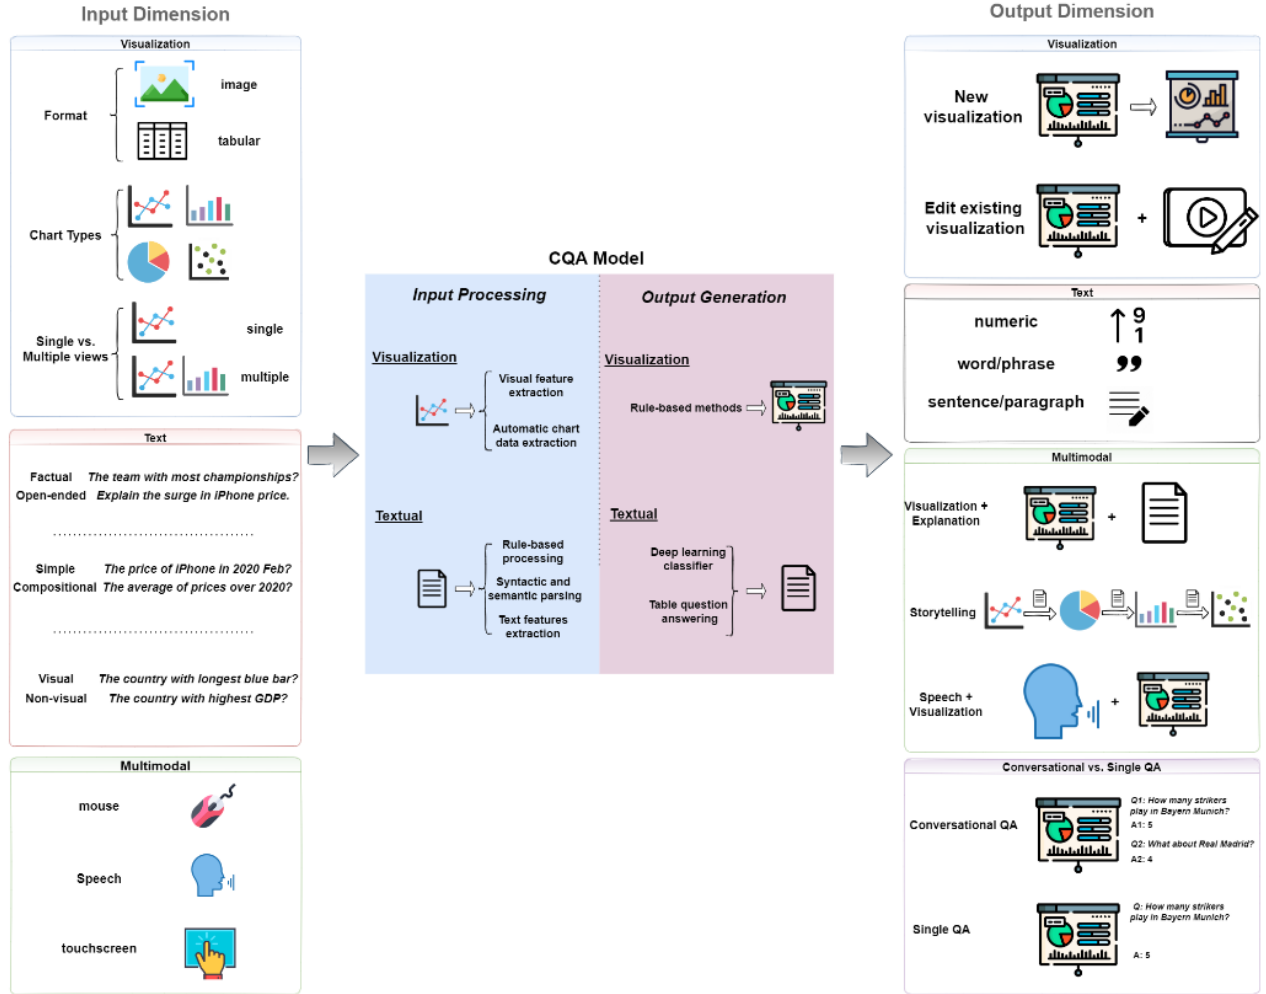 Input Dimension
Visualization
Format
image
tabular
Chart Types
Single vs.
Multiple views
single
multiple
Text
Factual The team with most championships?
Open-ended Explain the surge in iPhone price.
Simple The price of iPhone in 2020 Feb?
Compositional The average of prices over 2020?
Visual The country with longest blue bar?
Non-visual The country with highest GDP?
Multimodal
mouse
Speech
touchscreen
CQA Model
Input Processing
Visualization
Visual feature
extraction
Automatic chart
data extraction
Textual
Rule-based
processing
Syntactic and
semantic parsing
Text features
extraction
Output Generation
Visualization
Rule-based methods
Textual
Deep learning
classifier
Table question
answering
Output Dimension
Visualization
New
visualization
Edit existing
visualization
+
Text
numeric
9
1
word/phrase
sentence/paragraph
Multimodal
Visualization +
Explanation
+
Storytelling
Speech +
Visualization
+
Conversational vs. Single QA
Conversational QA
Q1: How many strikers
play in Bayern Munich?
A1: 5
Q2: What about Real Madrid?
A2: 4
Single QA
Q: How many strikers
play in Bayern Munich?
A: 5